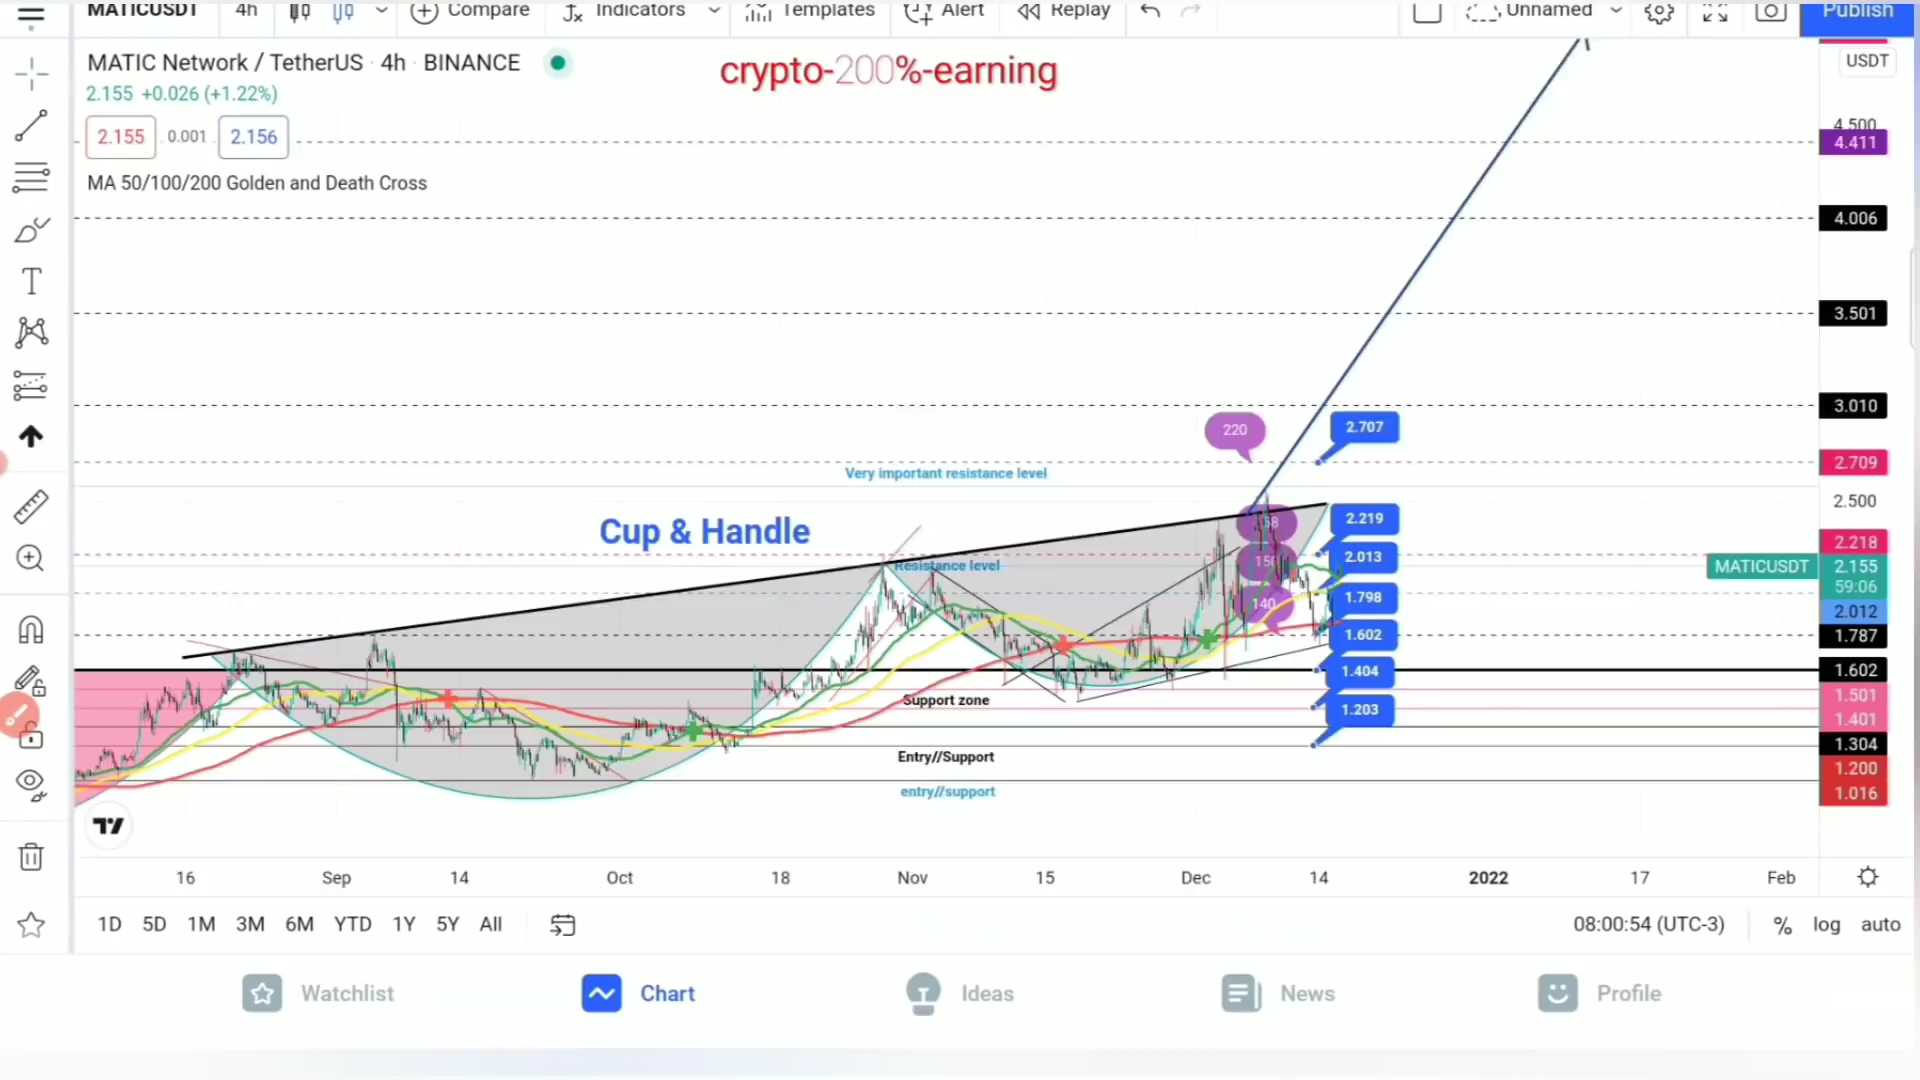 MATICUSDT 4h Compare Indicators Templates Alert Replay Unnamed Publish
MATIC Network / TetherUS · 4h · BINANCE
crypto-200%-earning
USDT
2.155 +0.026 (+1.22%)
2.155 0.001 2.156
MA 50/100/200 Golden and Death Cross
4.500
4.411
4.006
3.501
3.010
220
2.707
2.709
Very important resistance level
2.500
Cup & Handle
2.219
2.218
Resistance level
2.013
150
MATICUSDT 2.155
59.06
1.798
140
2.012
1.602
1.787
1.404
1.602
Support zone
1.501
1.203
1.401
1.304
Entry//Support
1.200
entry//support
1.016
16 Sep 14 Oct 18 Nov 15 Dec 14 2022 17 Feb
1D 5D 1M 3M 6M YTD 1Y 5Y All
08:00:54 (UTC-3) % log auto
Watchlist Chart Ideas News Profile